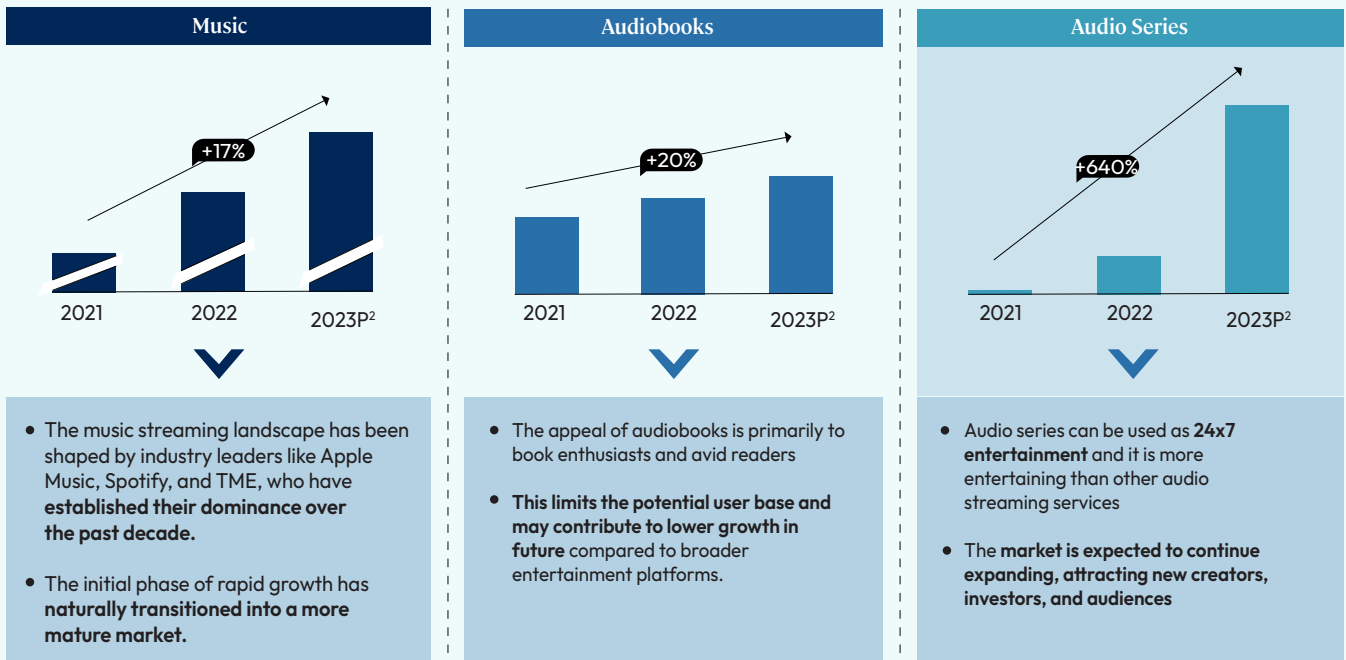 Music
+17%
2021
2022
2023P²
• The music streaming landscape has been
shaped by industry leaders like Apple
Music, Spotify, and TME, who have
established their dominance over
the past decade.
• The initial phase of rapid growth has
naturally transitioned into a more
mature market.
Audiobooks
+20%
2021
2022
2023P²
• The appeal of audiobooks is primarily to
book enthusiasts and avid readers
• This limits the potential user base and
may contribute to lower growth in
future compared to broader
entertainment platforms.
Audio Series
+640%
2021
2022
2023P²
• Audio series can be used as 24x7
entertainment and it is more
entertaining than other audio
streaming services
• The market is expected to continue
expanding, attracting new creators,
investors, and audiences